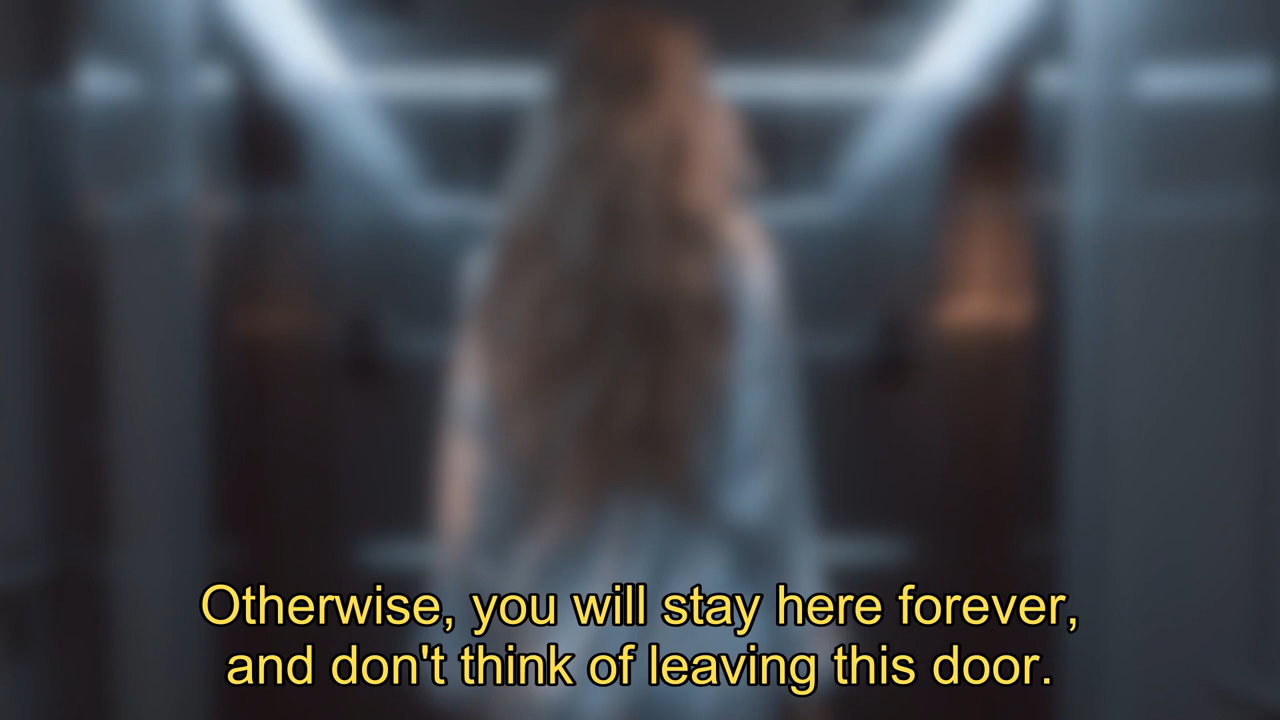 Otherwise, you will stay here forever,
and don't think of leaving this door.